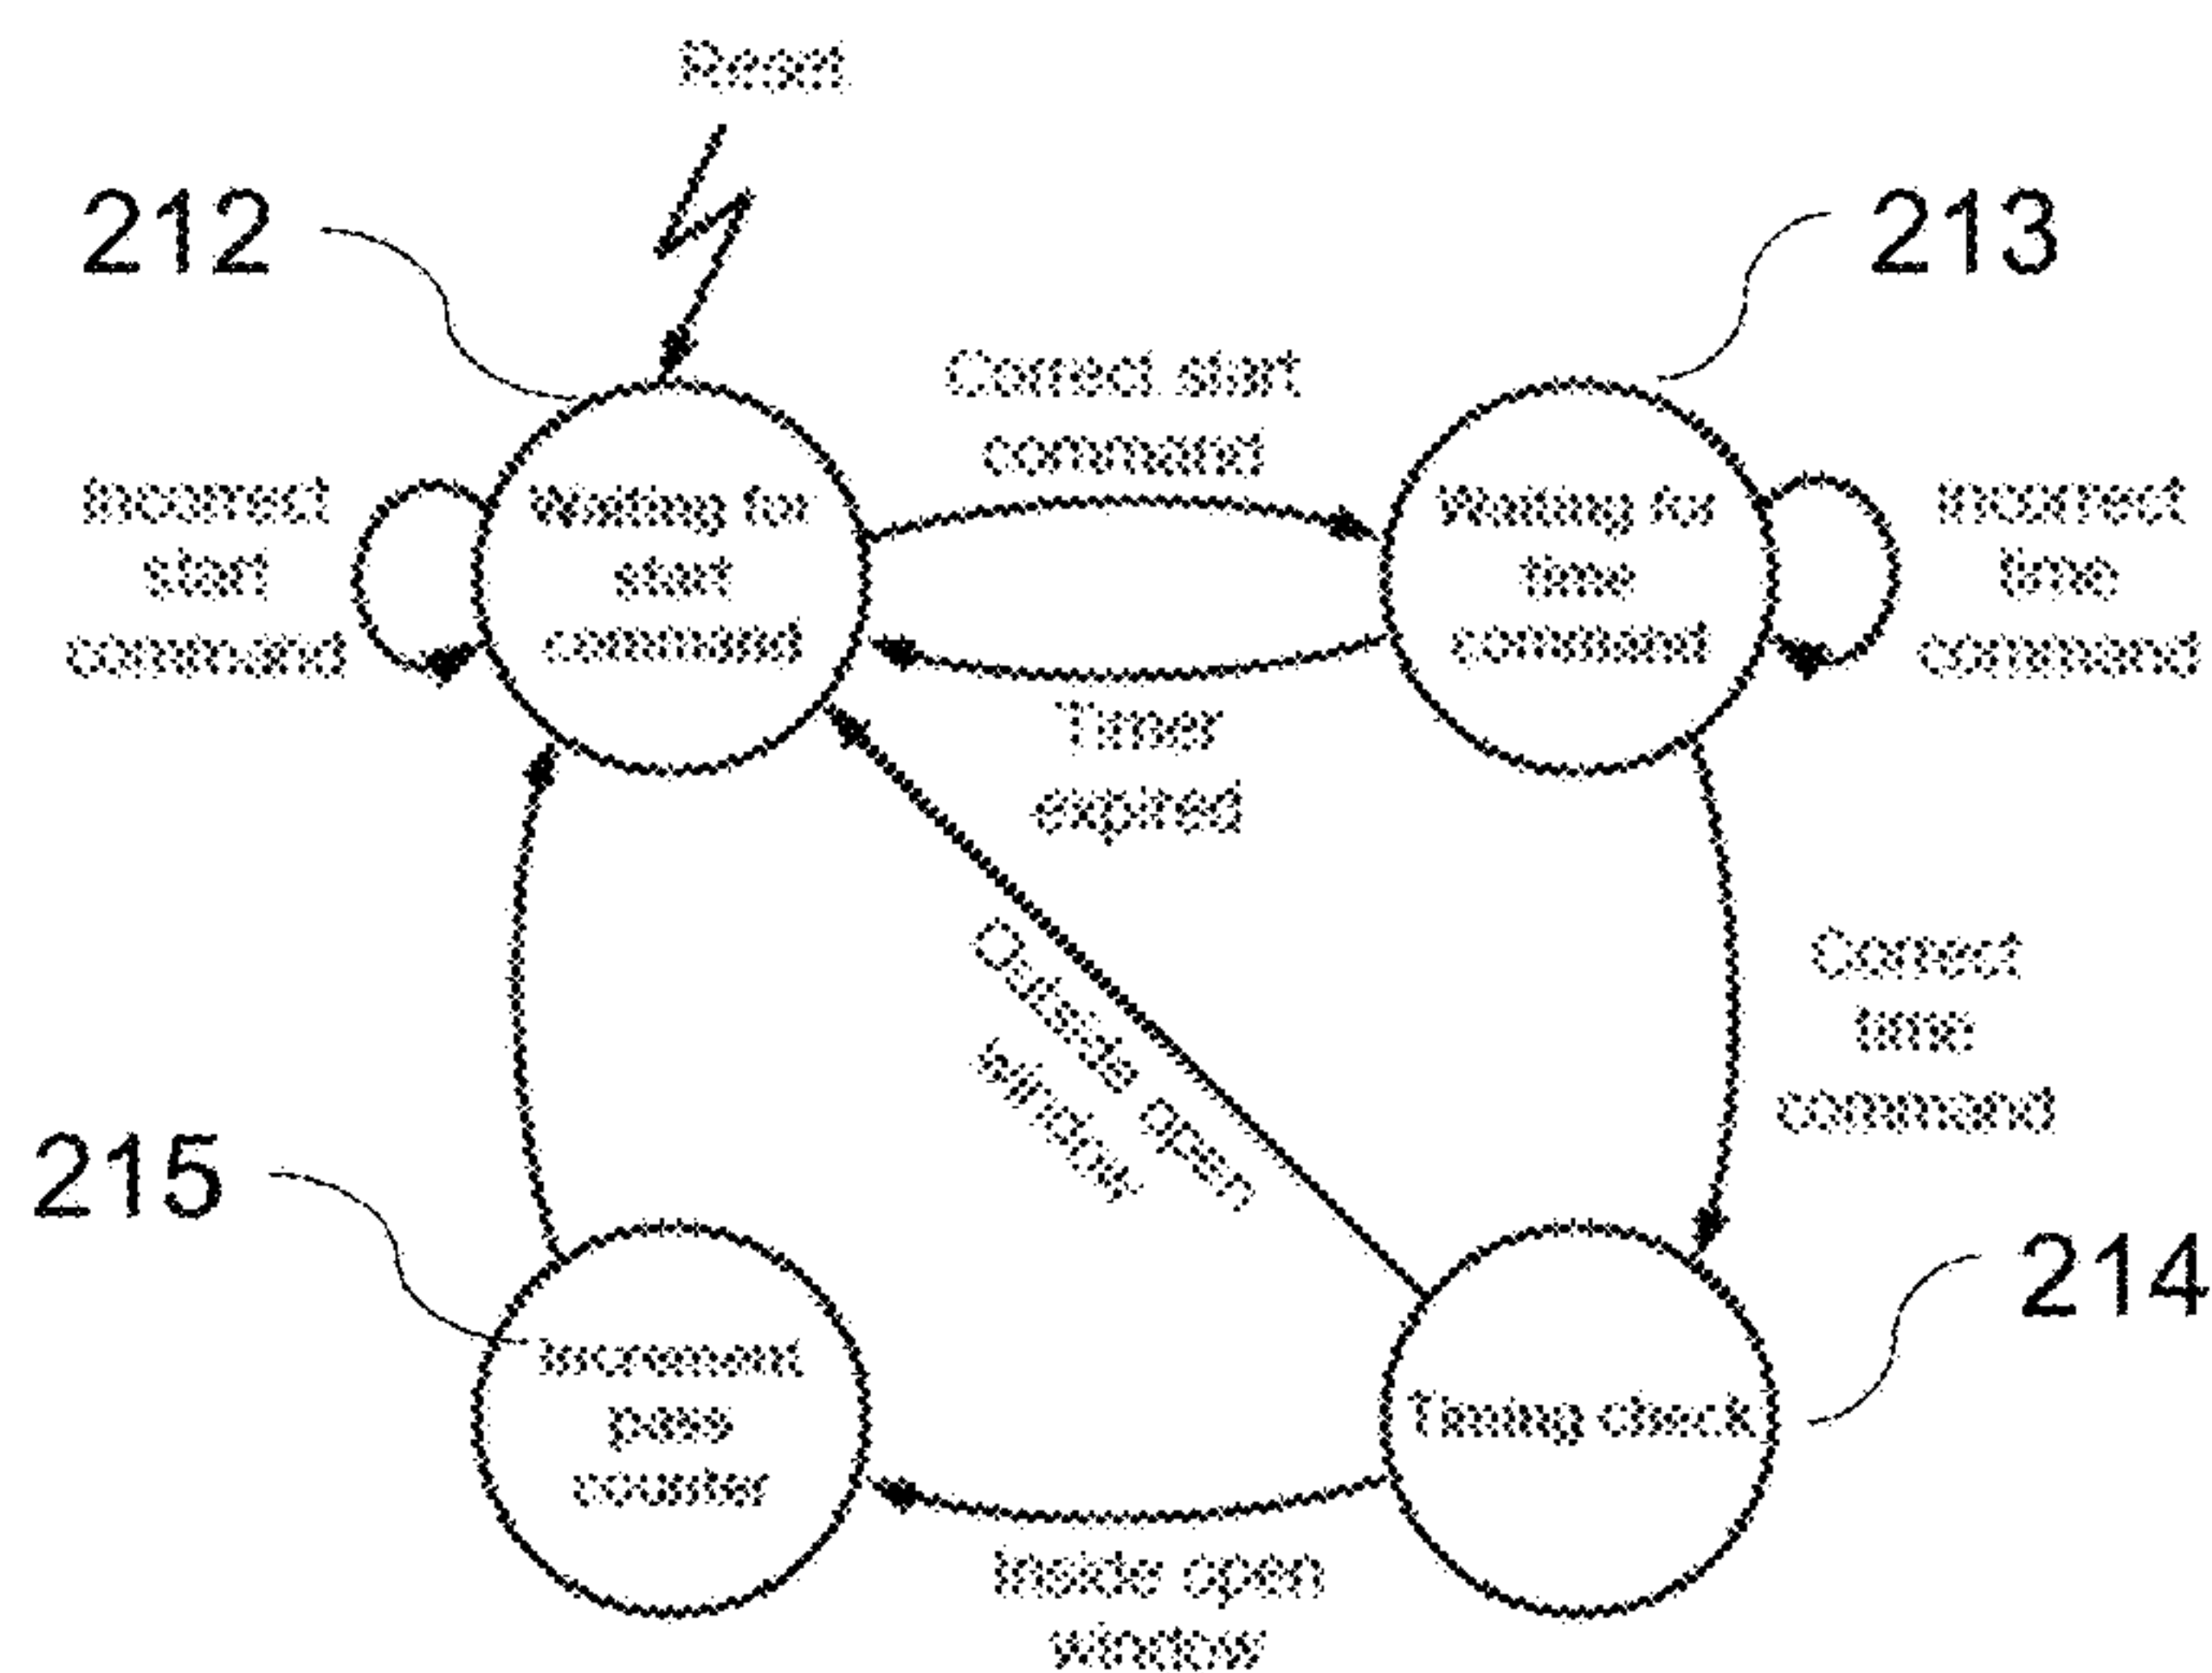 Reset
212
213
Correct start
command
Incorrect
start
command
Waiting for
start
command
Waiting for
time
command
Incorrect
time
command
Timer
expired
Outside open
window
Correct
time
command
215
214
Increment
pass
counter
Timing check
Inside open
window